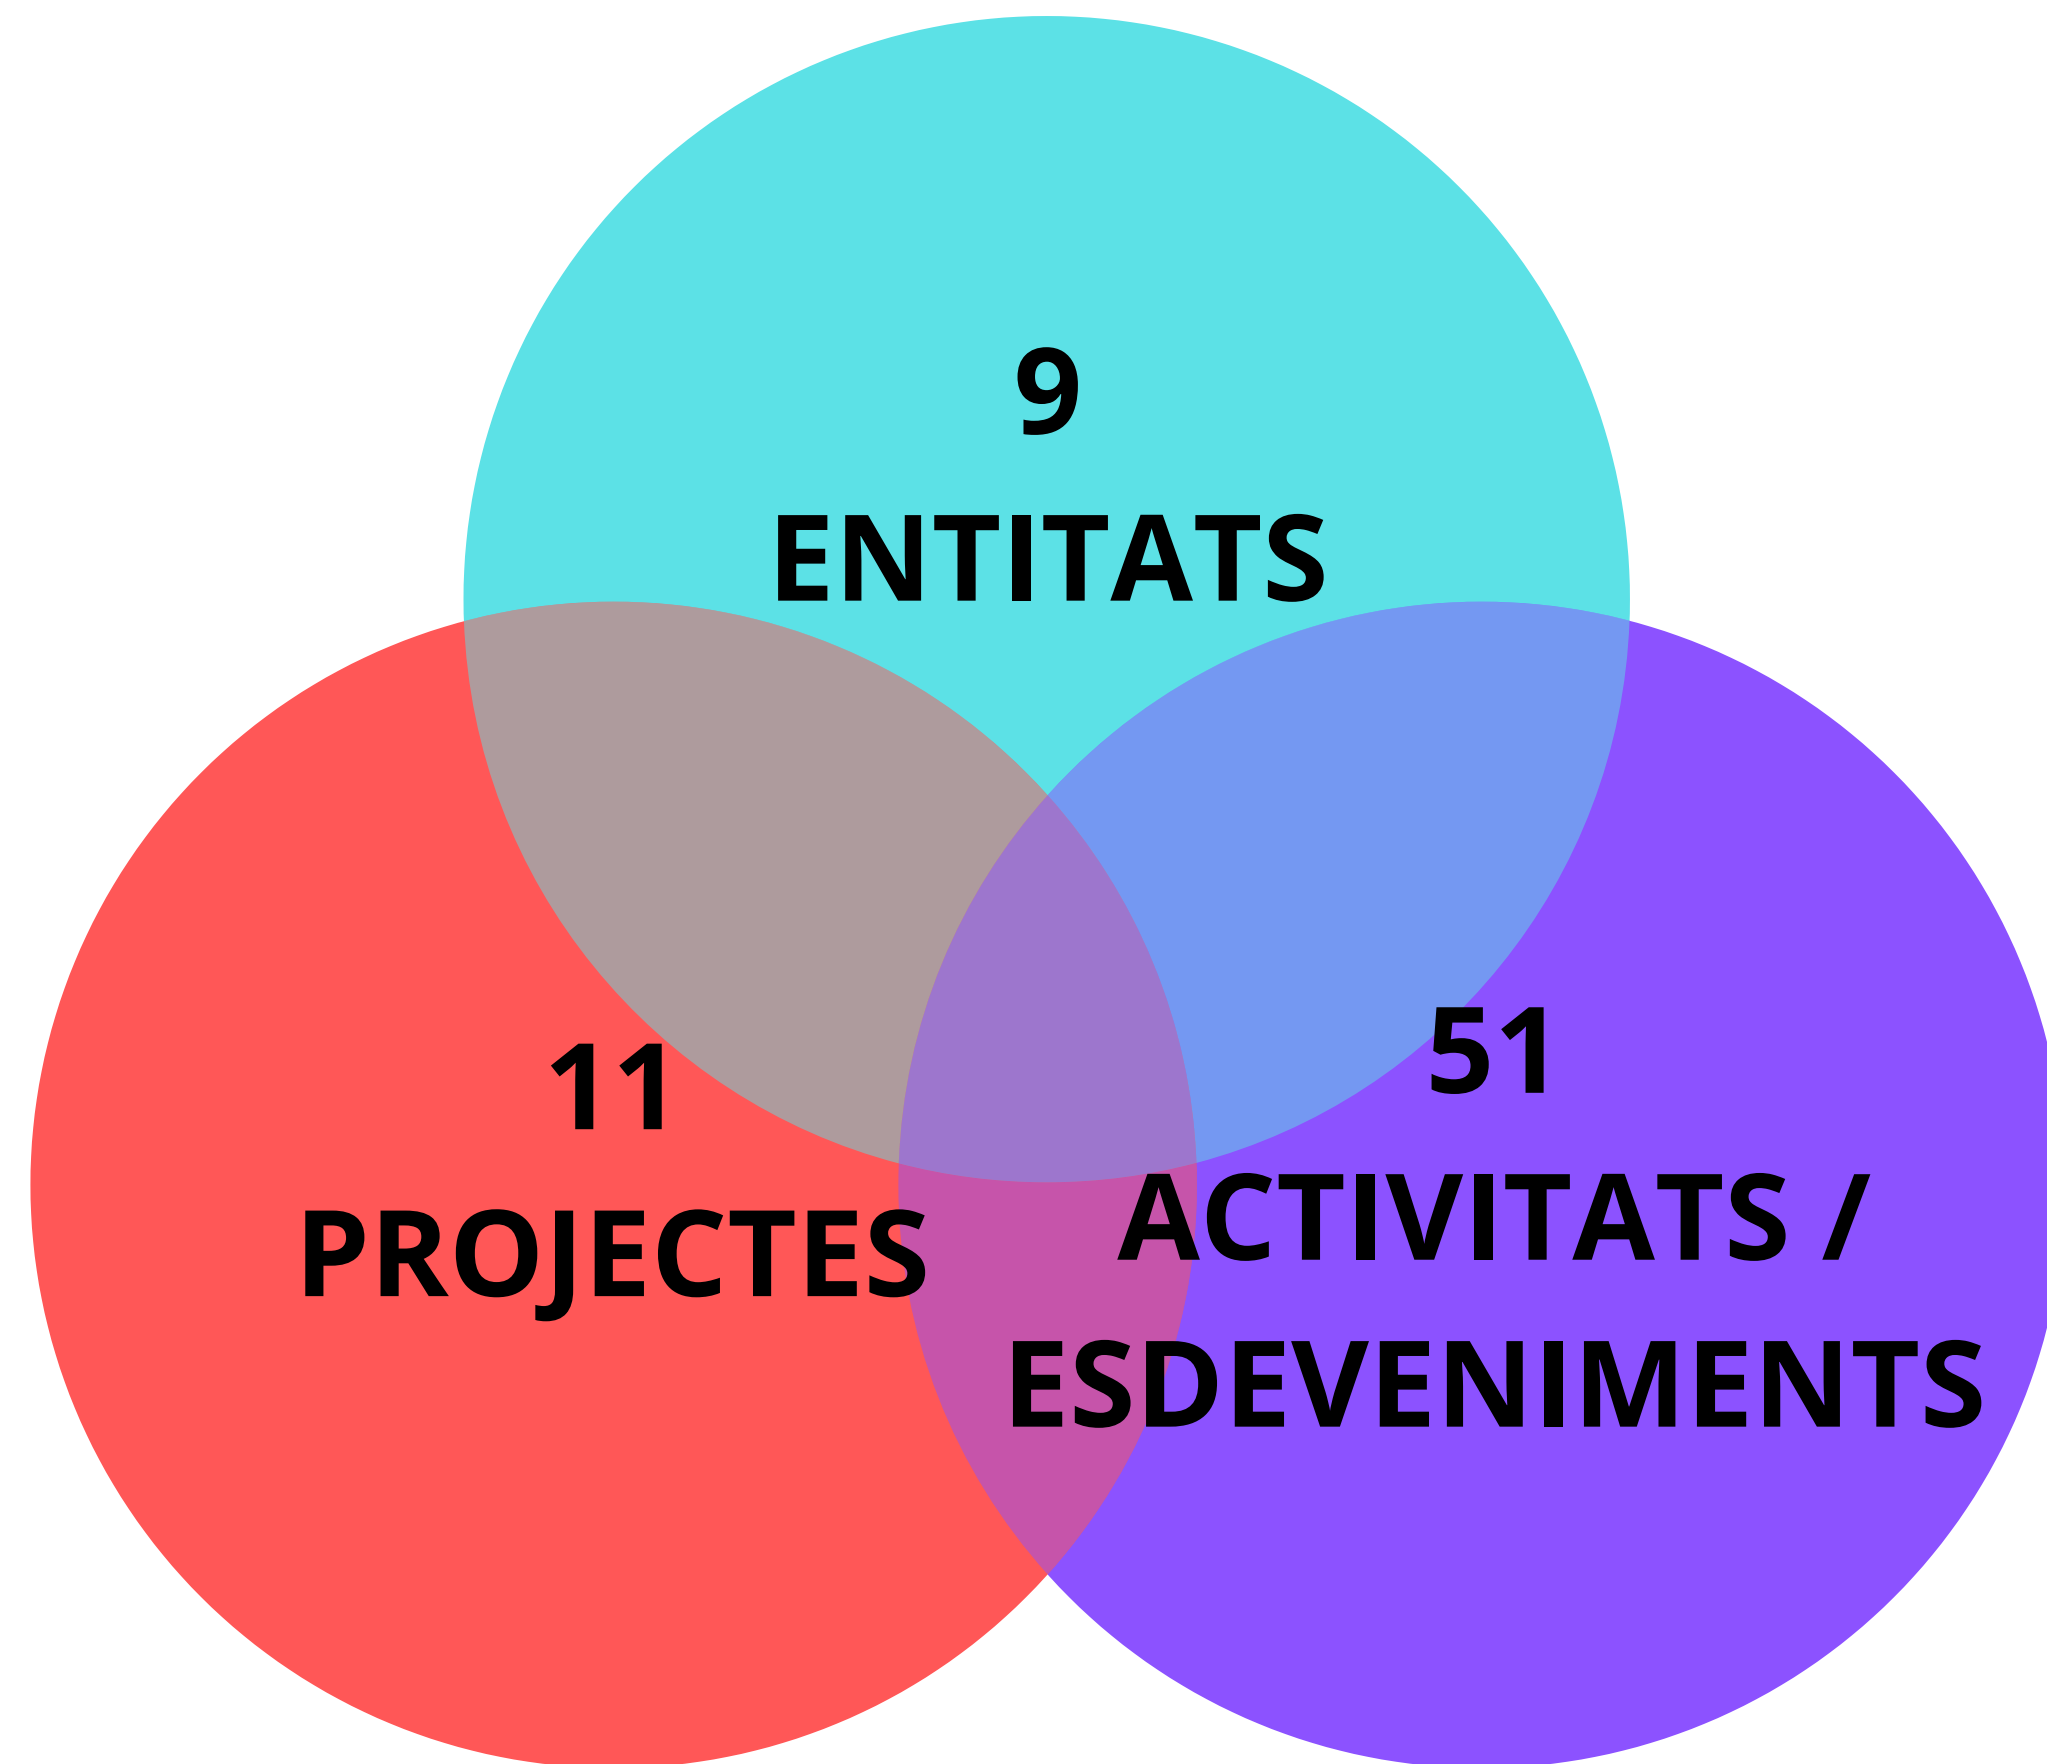 9
ENTITATS
11
PROJECTES
51
ACTIVITATS /
ESDEVENIMENTS